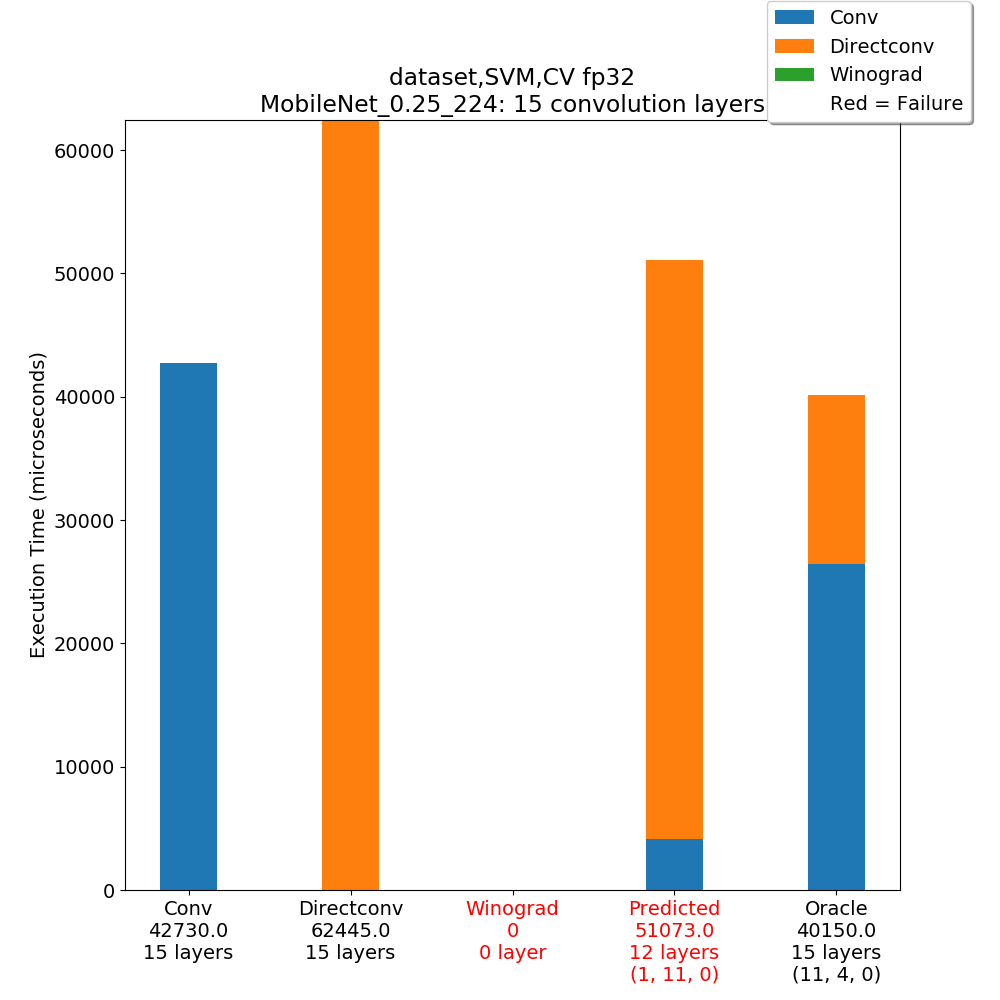 Conv
Directconv
Winograd
Red = Failure
dataset,SVM,CV fp32
MobileNet_0.25_224: 15 convolution layers
Execution Time (microseconds)
60000
50000
40000
30000
20000
10000
0
Conv
42730.0
15 layers
Directconv
62445.0
15 layers
Winograd
0
0 layer
Predicted
51073.0
12 layers
(1, 11, 0)
Oracle
40150.0
15 layers
(11, 4, 0)